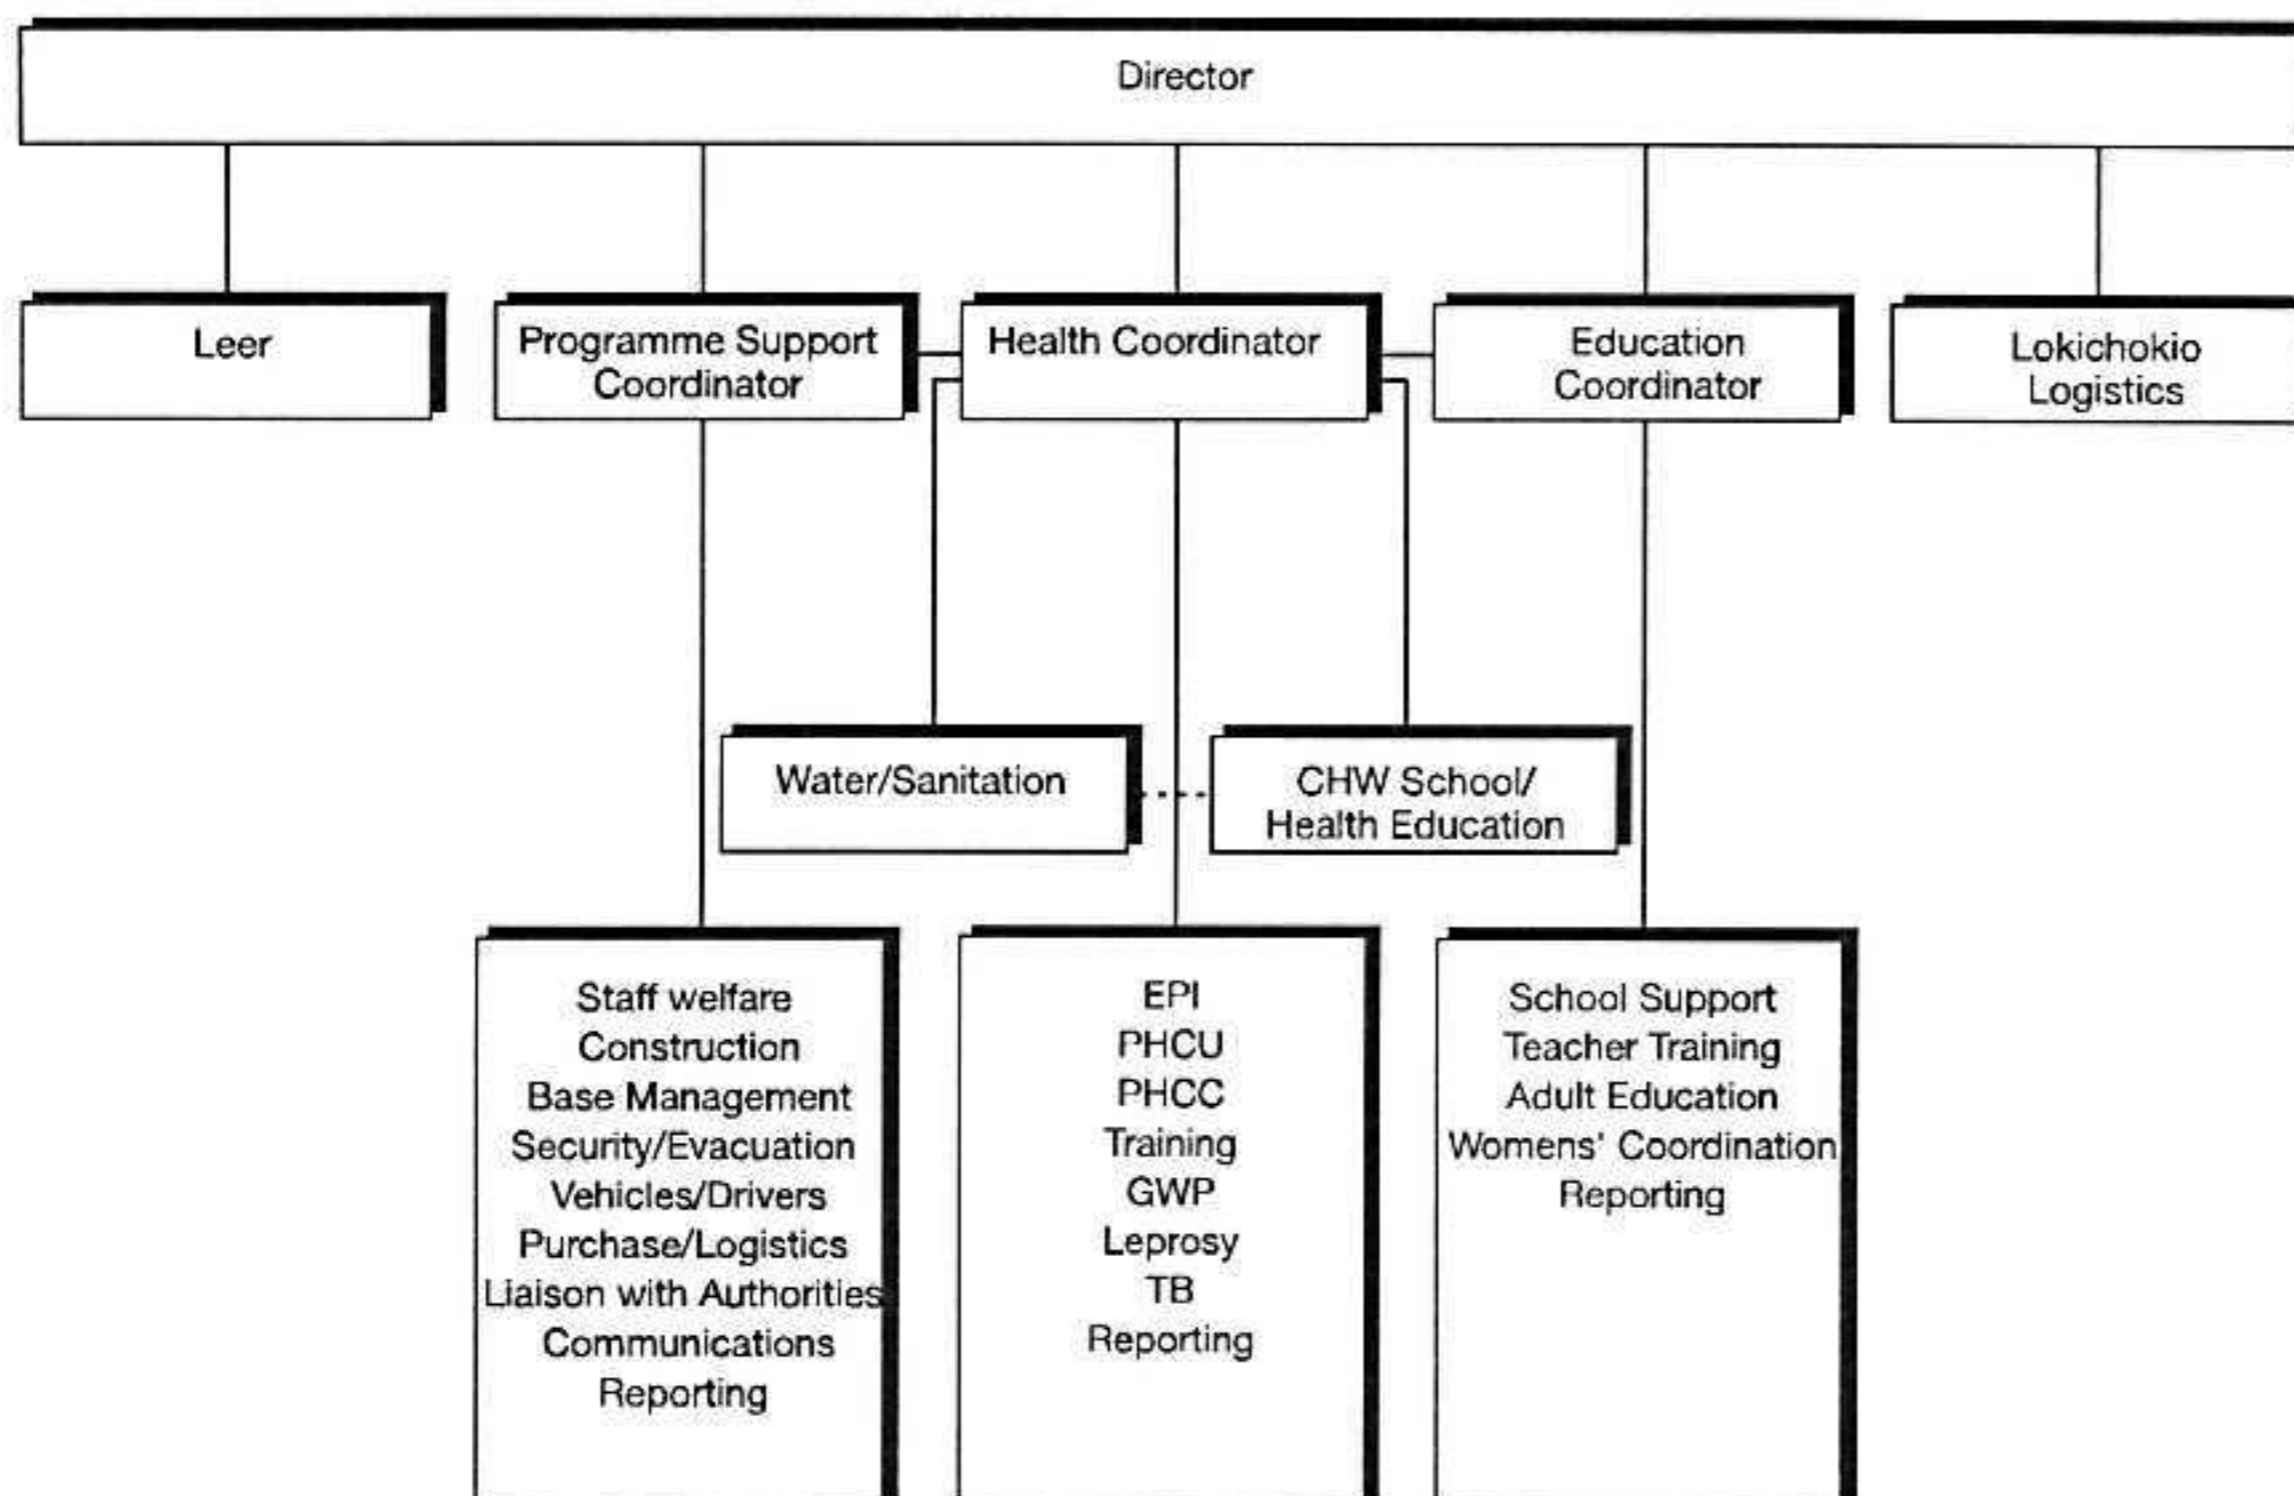 Director
Leer
Programme Support
Coordinator
Health Coordinator
Education
Coordinator
Lokichokio
Logistics
Water/Sanitation
CHW School/
Health Education
Staff welfare
Construction
Base Management
Security/Evacuation
Vehicles/Drivers
Purchase/Logistics
Liaison with Authorities
Communications
Reporting
EPI
PHCU
PHCC
Training
GWP
Leprosy
TB
Reporting
School Support
Teacher Training
Adult Education
Womens' Coordination
Reporting